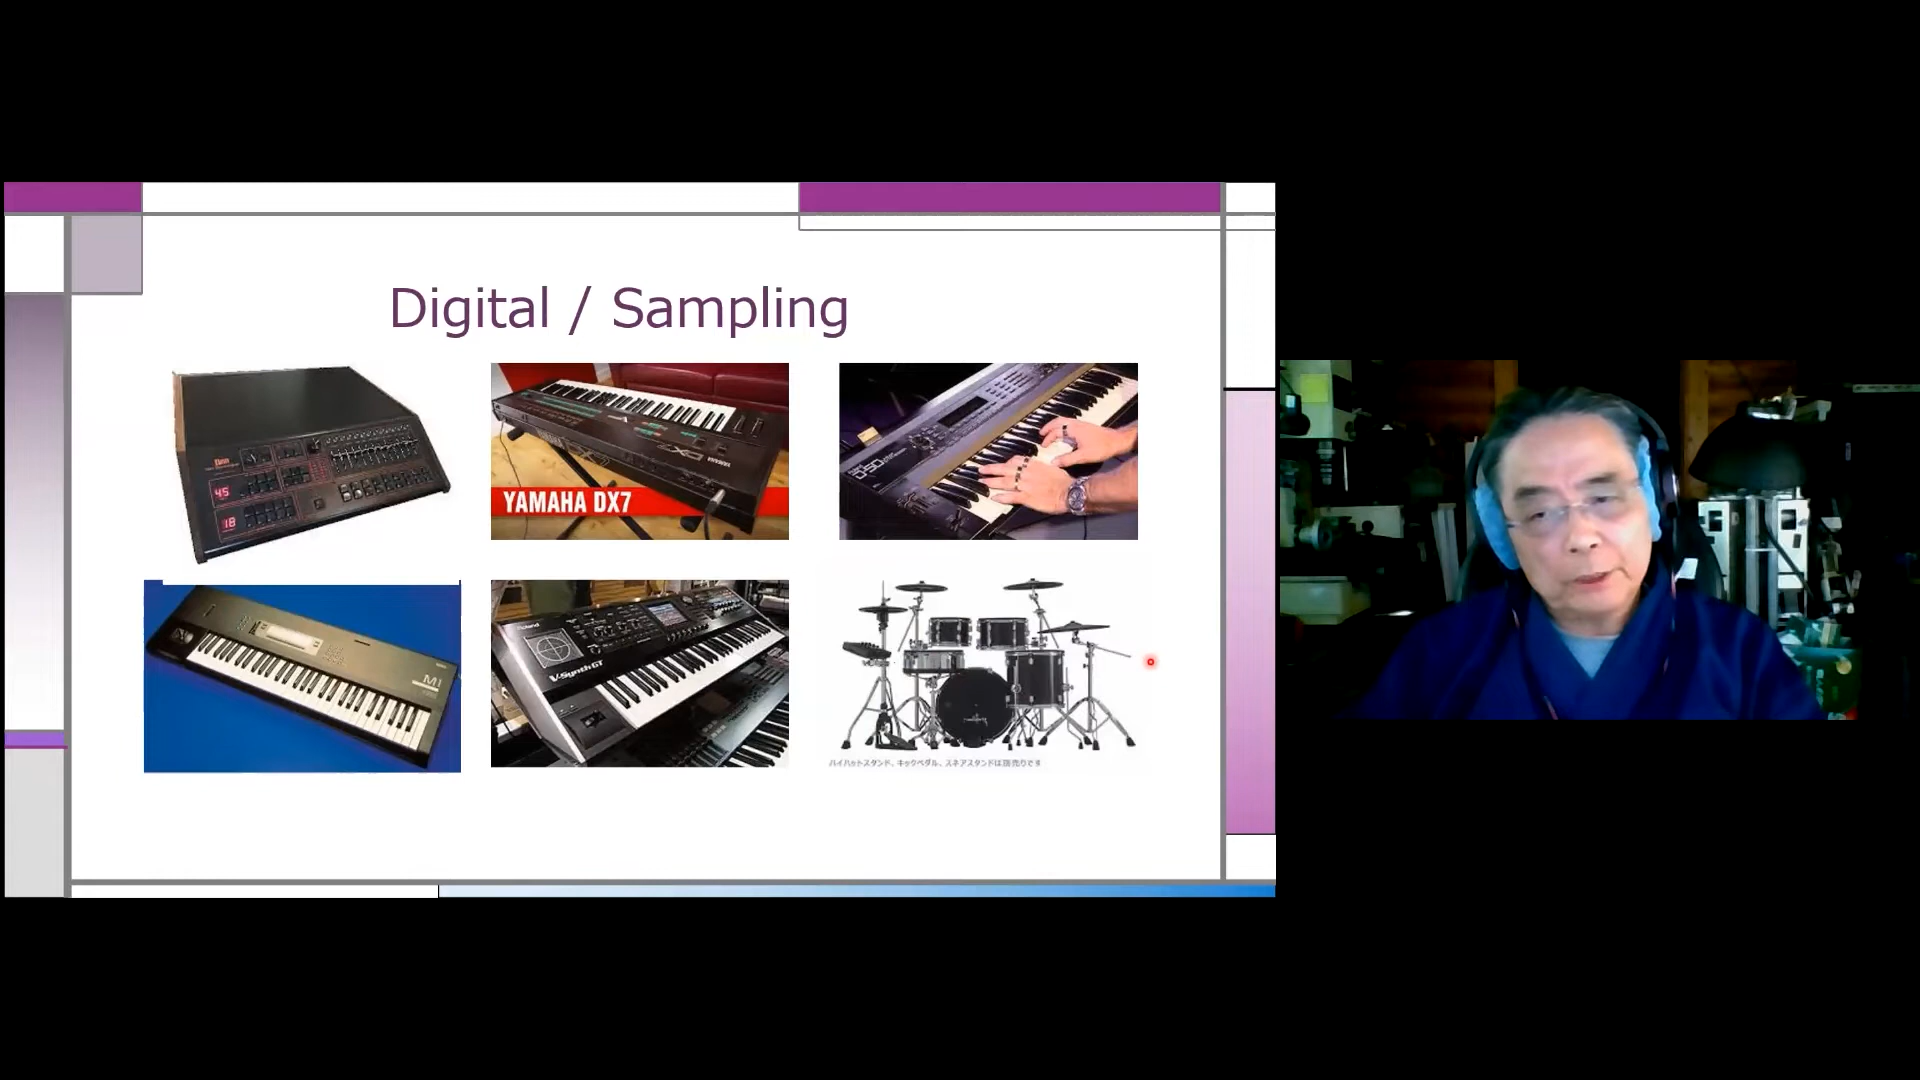 Digital / Sampling
45
18
YAMAHA DX7
D-50
M1
Roland
V-Synth GT
ハイハットスタンド、キックペダル、スネアスタンドは別売りです